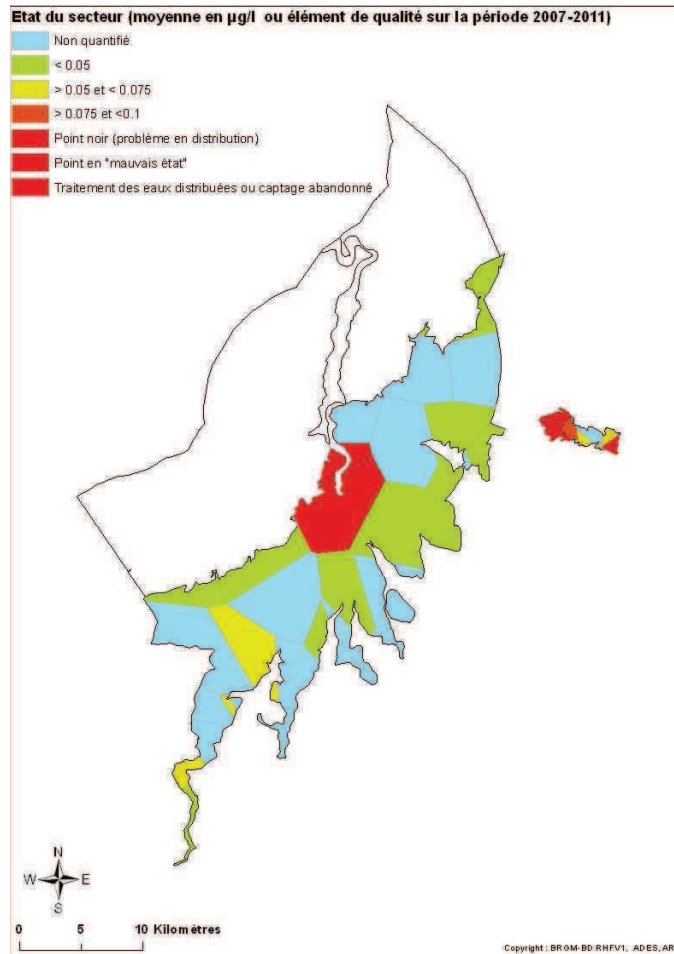 Etat du secteur (moyenne en µg/l ou élément de qualité sur la période 2007-2011)
Non quantifié
< 0.05
> 0.05 et < 0.075
> 0.075 et <0.1
Point noir (problème en distribution)
Point en "mauvais état"
Traitement des eaux distribuées ou captage abandonné
N
W E
S
0 5 10 Kilomètres
Copyright : BRGM-BD RHFV1, ADES, AR